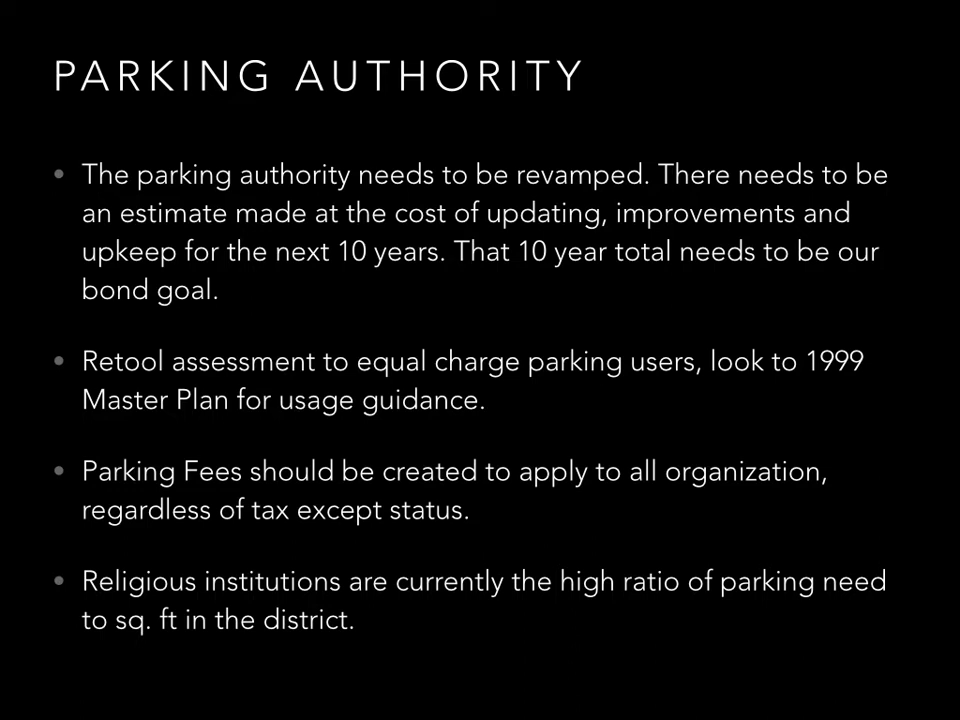 PARKING AUTHORITY
• The parking authority needs to be revamped. There needs to be
an estimate made at the cost of updating, improvements and
upkeep for the next 10 years. That 10 year total needs to be our
bond goal.
• Retool assessment to equal charge parking users, look to 1999
Master Plan for usage guidance.
• Parking Fees should be created to apply to all organization,
regardless of tax except status.
• Religious institutions are currently the high ratio of parking need
to sq. ft in the district.